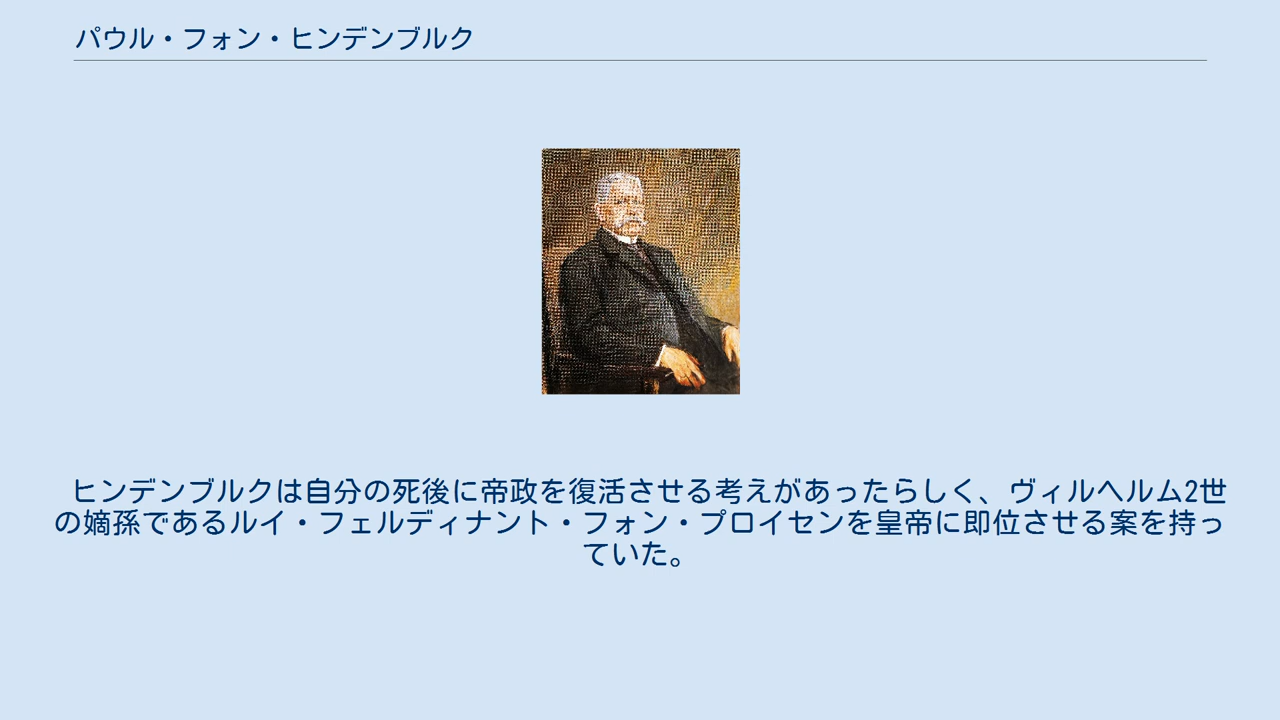 パウル・フォン・ヒンデンブルク
ヒンデンブルクは自分の死後に帝政を復活させる考えがあったらしく、ヴィルヘルム2世
の嫡孫であるルイ・フェルディナント・フォン・プロイセンを皇帝に即位させる案を持っ
ていた。